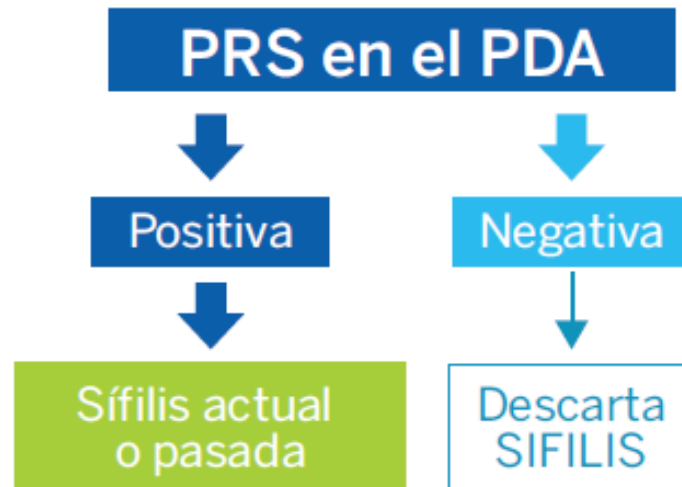 PRS en el PDA
Positiva
Negativa
Sífilis actual
o pasada
Descarta
SIFILIS